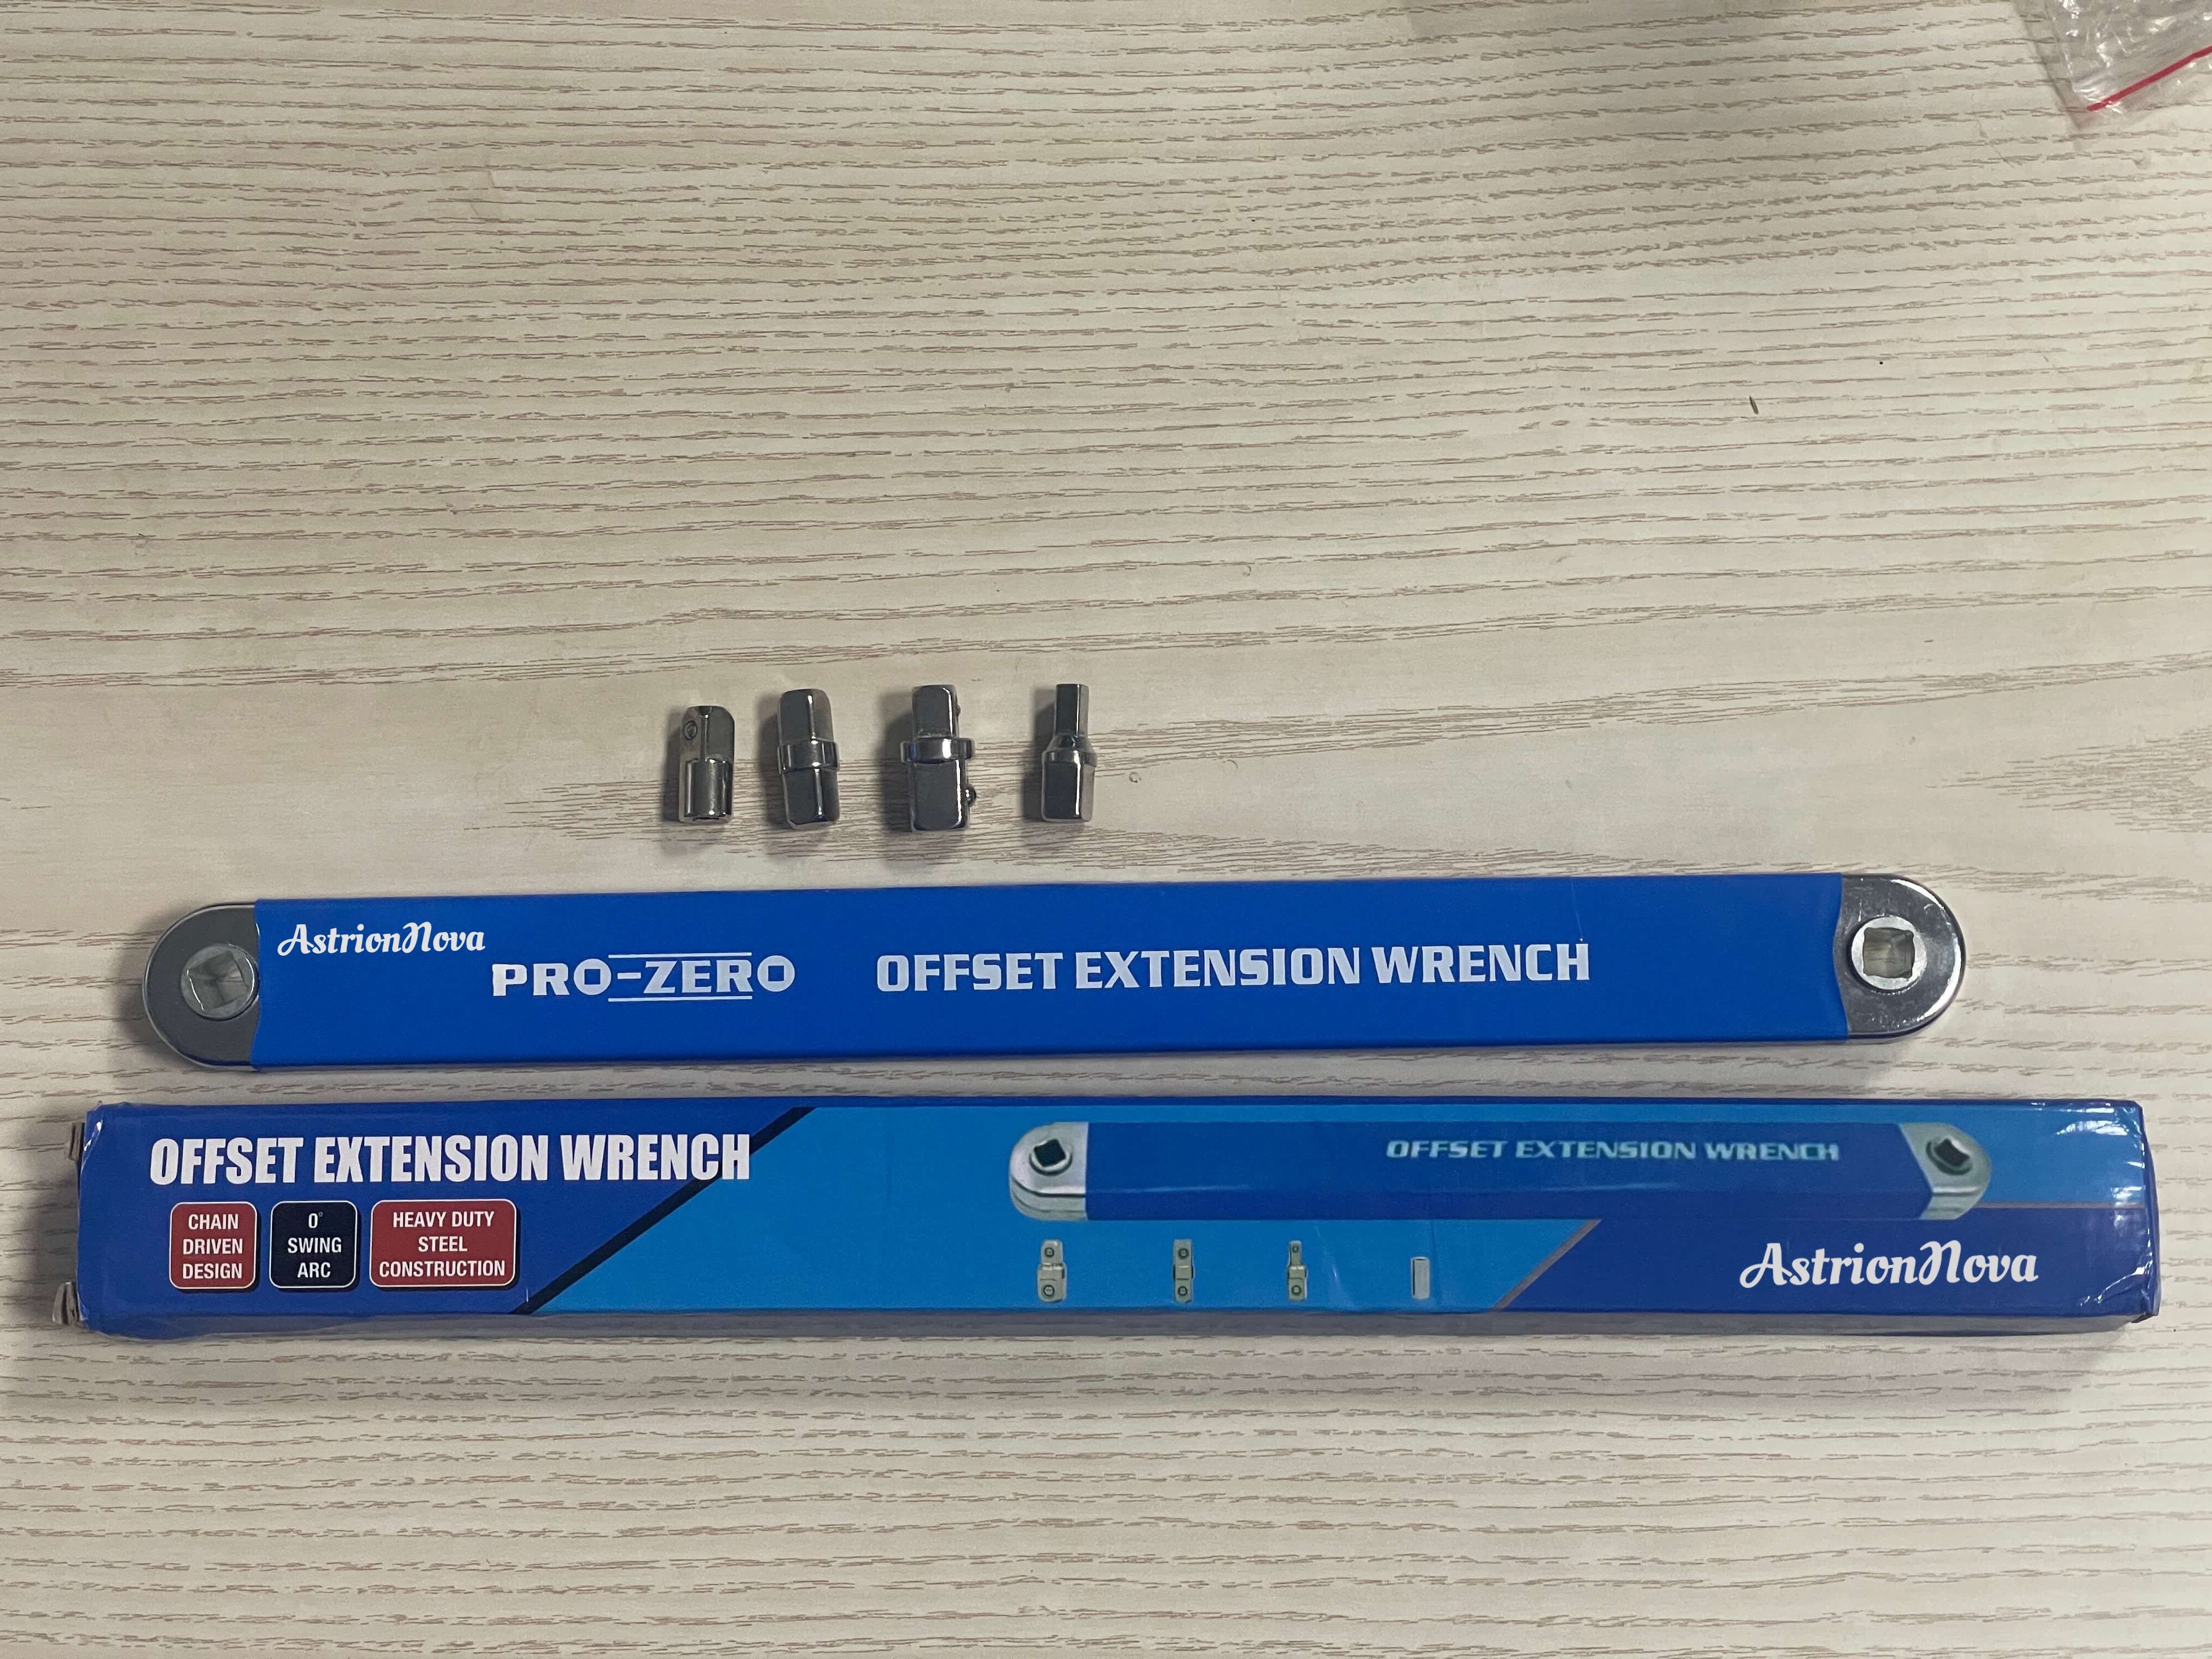 AstrionNova
PRO-ZERO OFFSET EXTENSION WRENCH
OFFSET EXTENSION WRENCH
CHAIN
DRIVEN
DESIGN
0°
SWING
ARC
HEAVY DUTY
STEEL
CONSTRUCTION
OFFSET EXTENSION WRENCH
AstrionNova